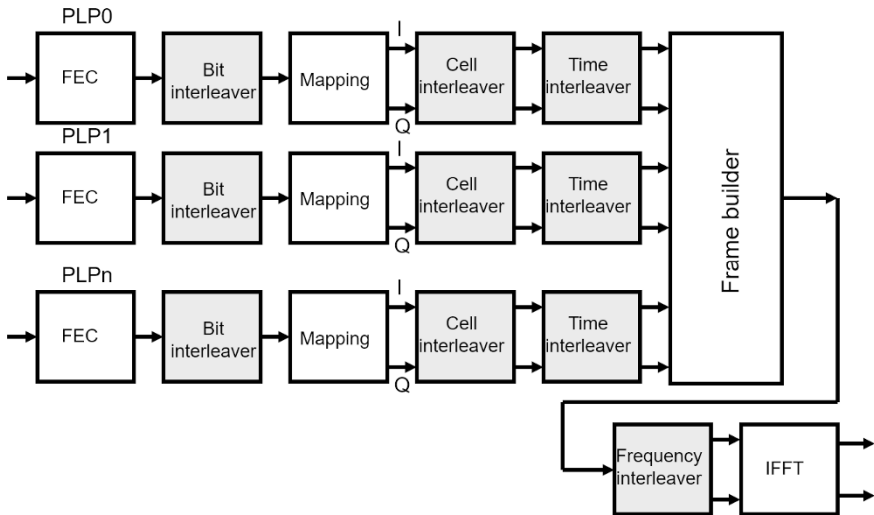 PLP0
FEC
Bit
interleaver
Mapping
I
Q
Cell
interleaver
Time
interleaver
PLP1
FEC
Bit
interleaver
Mapping
I
Q
Cell
interleaver
Time
interleaver
PLPn
FEC
Bit
interleaver
Mapping
I
Q
Cell
interleaver
Time
interleaver
Frame builder
Frequency
interleaver
IFFT